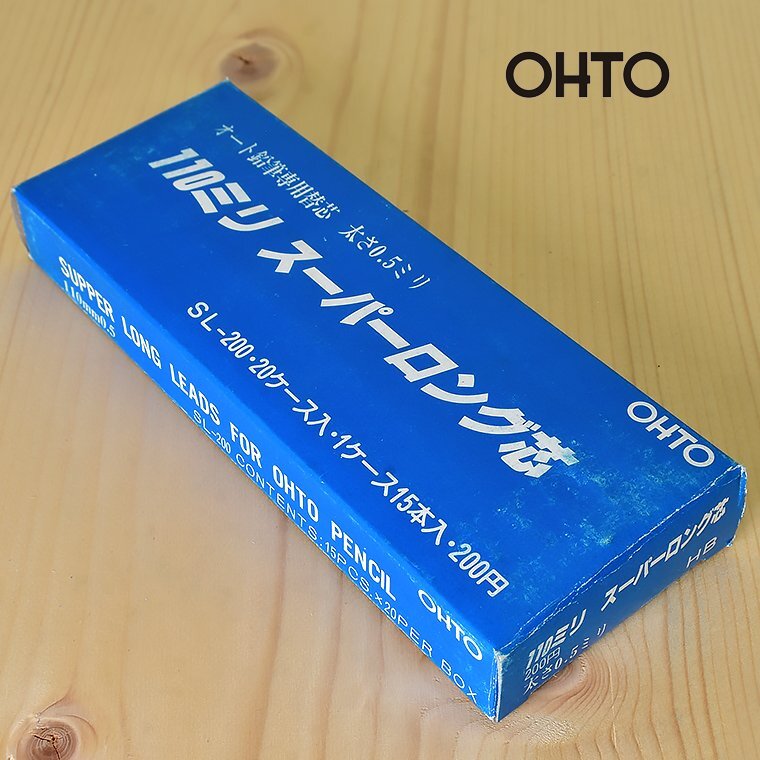 OHTO
オート鉛筆専用替芯 太さ0.5ミリ
110ミリ スーパーロング芯
SL-200・20ケース入・1ケース15本入・200円
OHTO
SUPPER LONG LEADS FOR OHTO PENCIL OHTO
110mm0.5
SL-200 CONTENTS:15PCS.×20PER BOX
110ミリ スーパーロング芯
200円
HB
太さ0.5ミリ